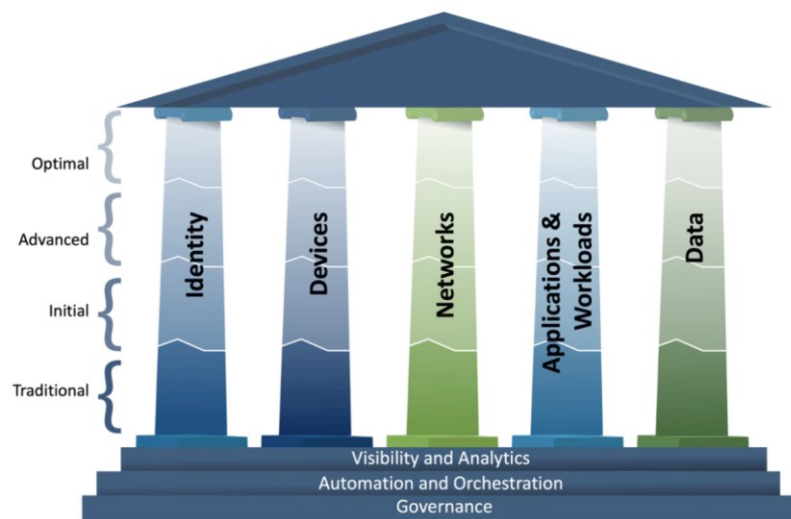 Optimal
Advanced
Initial
Traditional
Identity
Devices
Networks
Applications &
Workloads
Data
Visibility and Analytics
Automation and Orchestration
Governance